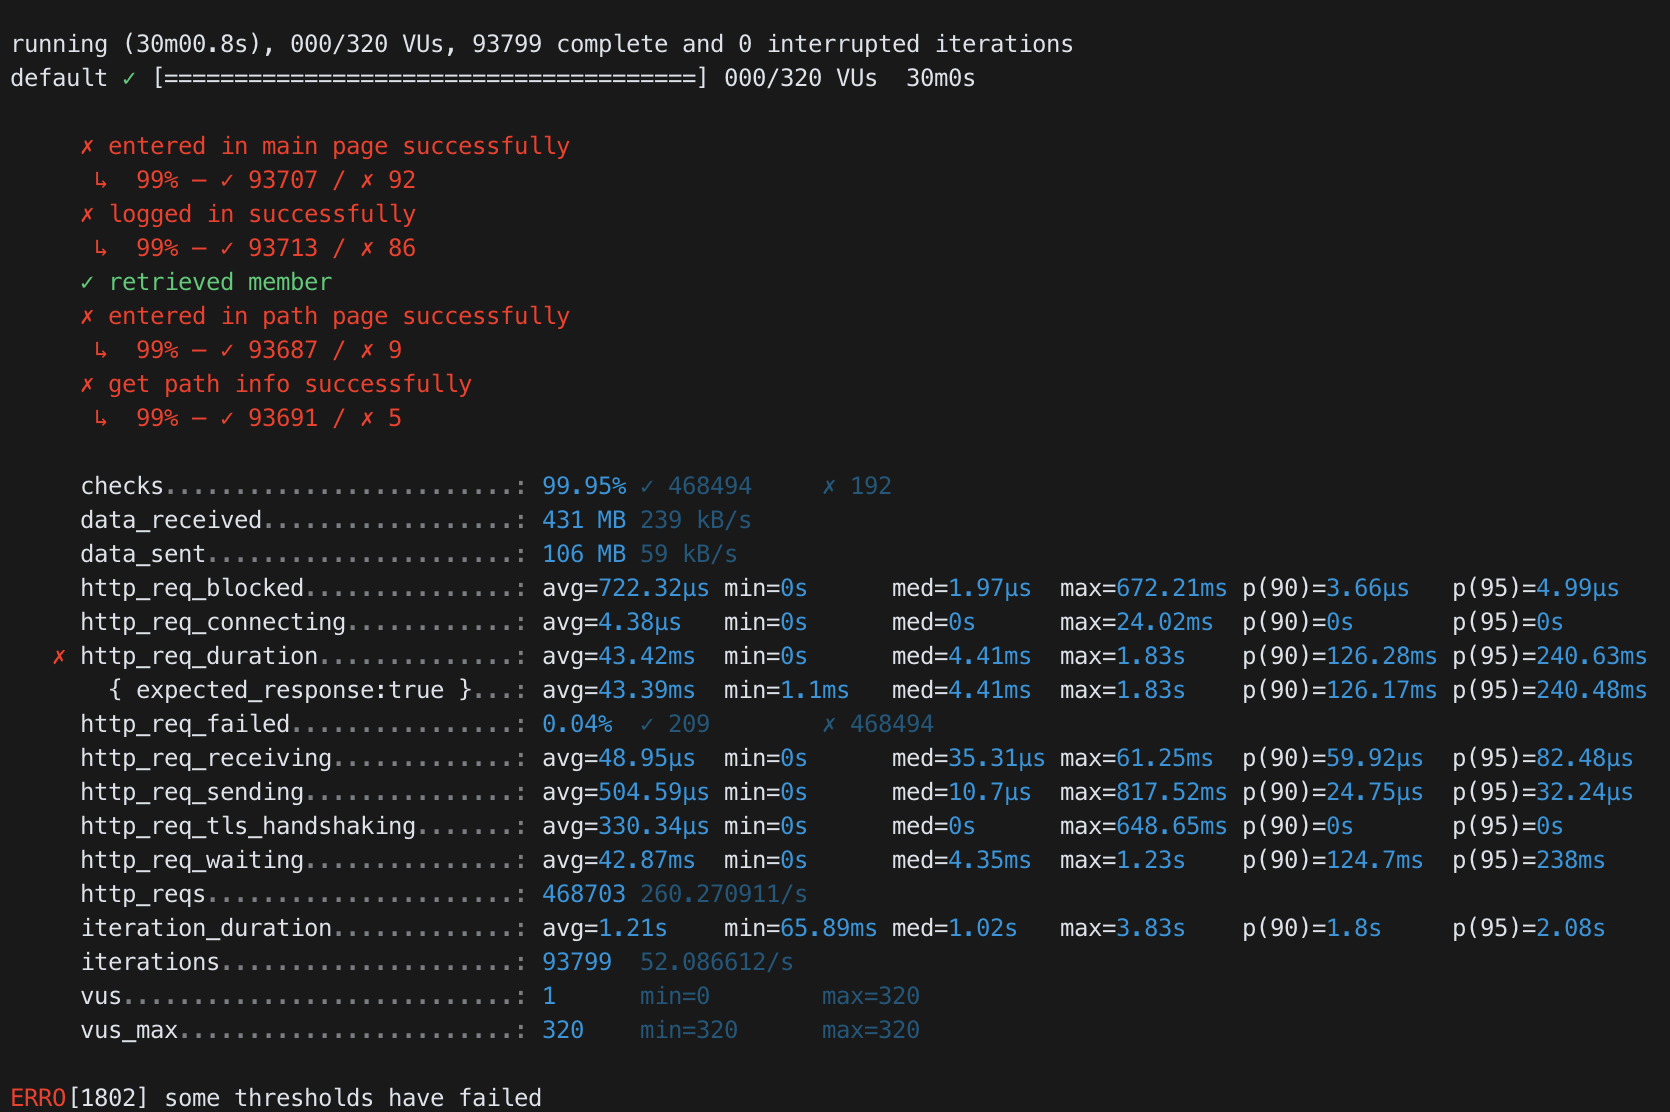 running (30m00.8s), 000/320 VUs, 93799 complete and 0 interrupted iterations
default ✓ [======================================] 000/320 VUs  30m0s
✗ entered in main page successfully
↳  99% — ✓ 93707 / ✗ 92
✗ logged in successfully
↳  99% — ✓ 93713 / ✗ 86
✓ retrieved member
✗ entered in path page successfully
↳  99% — ✓ 93687 / ✗ 9
✗ get path info successfully
↳  99% — ✓ 93691 / ✗ 5
checks.........................: 99.95% ✓ 468494     ✗ 192
data_received..................: 431 MB 239 kB/s
data_sent......................: 106 MB 59 kB/s
http_req_blocked...............: avg=722.32µs min=0s      med=1.97µs  max=672.21ms p(90)=3.66µs   p(95)=4.99µs
http_req_connecting............: avg=4.38µs   min=0s      med=0s      max=24.02ms  p(90)=0s       p(95)=0s
✗ http_req_duration..............: avg=43.42ms  min=0s      med=4.41ms  max=1.83s    p(90)=126.28ms p(95)=240.63ms
{ expected_response:true }...: avg=43.39ms  min=1.1ms   med=4.41ms  max=1.83s    p(90)=126.17ms p(95)=240.48ms
http_req_failed................: 0.04%  ✓ 209        ✗ 468494
http_req_receiving.............: avg=48.95µs  min=0s      med=35.31µs max=61.25ms  p(90)=59.92µs  p(95)=82.48µs
http_req_sending...............: avg=504.59µs min=0s      med=10.7µs  max=817.52ms p(90)=24.75µs  p(95)=32.24µs
http_req_tls_handshaking.......: avg=330.34µs min=0s      med=0s      max=648.65ms p(90)=0s       p(95)=0s
http_req_waiting...............: avg=42.87ms  min=0s      med=4.35ms  max=1.23s    p(90)=124.7ms  p(95)=238ms
http_reqs......................: 468703 260.270911/s
iteration_duration.............: avg=1.21s    min=65.89ms med=1.02s   max=3.83s    p(90)=1.8s     p(95)=2.08s
iterations.....................: 93799  52.086612/s
vus............................: 1      min=0        max=320
vus_max........................: 320    min=320      max=320
ERRO[1802] some thresholds have failed